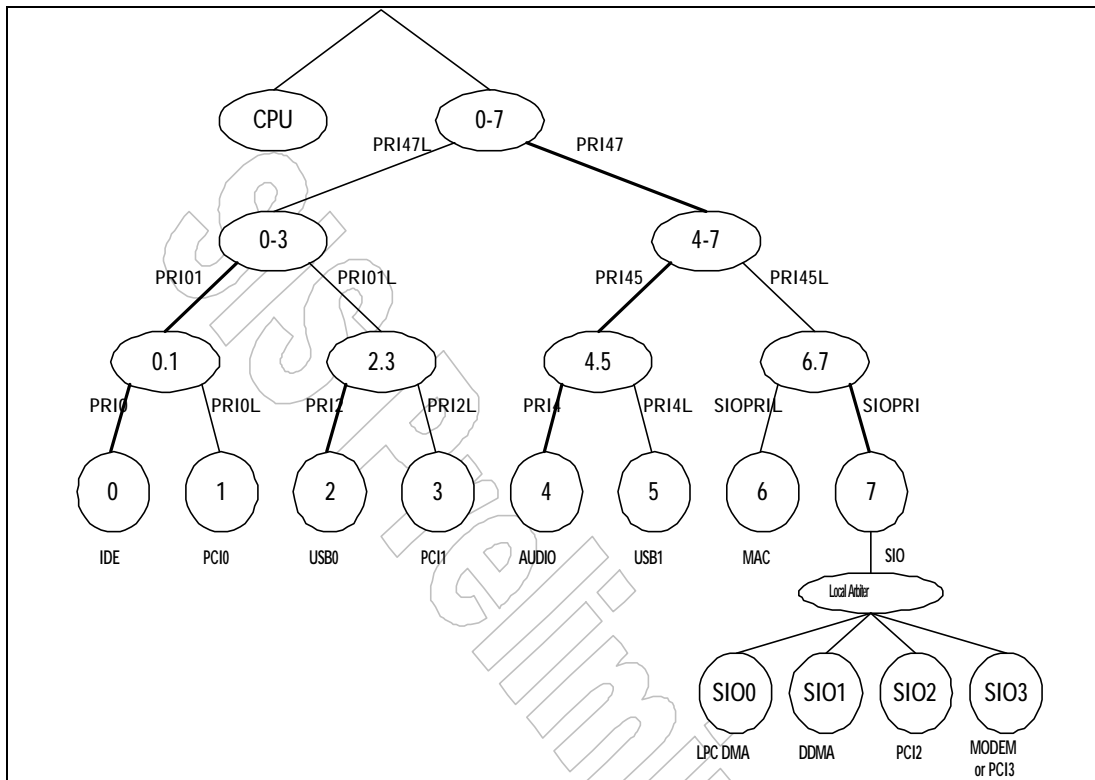 CPU
0-7
PRI47L
PRI47
0-3
4-7
PRI01
PRI01L
PRI45
PRI45L
0.1
2.3
4.5
6.7
PRI0
PRI0L
PRI2
PRI2L
PRI4
PRI4L
SIOPRIL
SIOPRI
0
1
2
3
4
5
6
7
IDE
PCI0
USB0
PCI1
AUDIO
USB1
MAC
SIO
Local Arbiter
SIO0
SIO1
SIO2
SIO3
LPC DMA
DDMA
PCI2
MODEM
or PCI3
SiS Prelimi